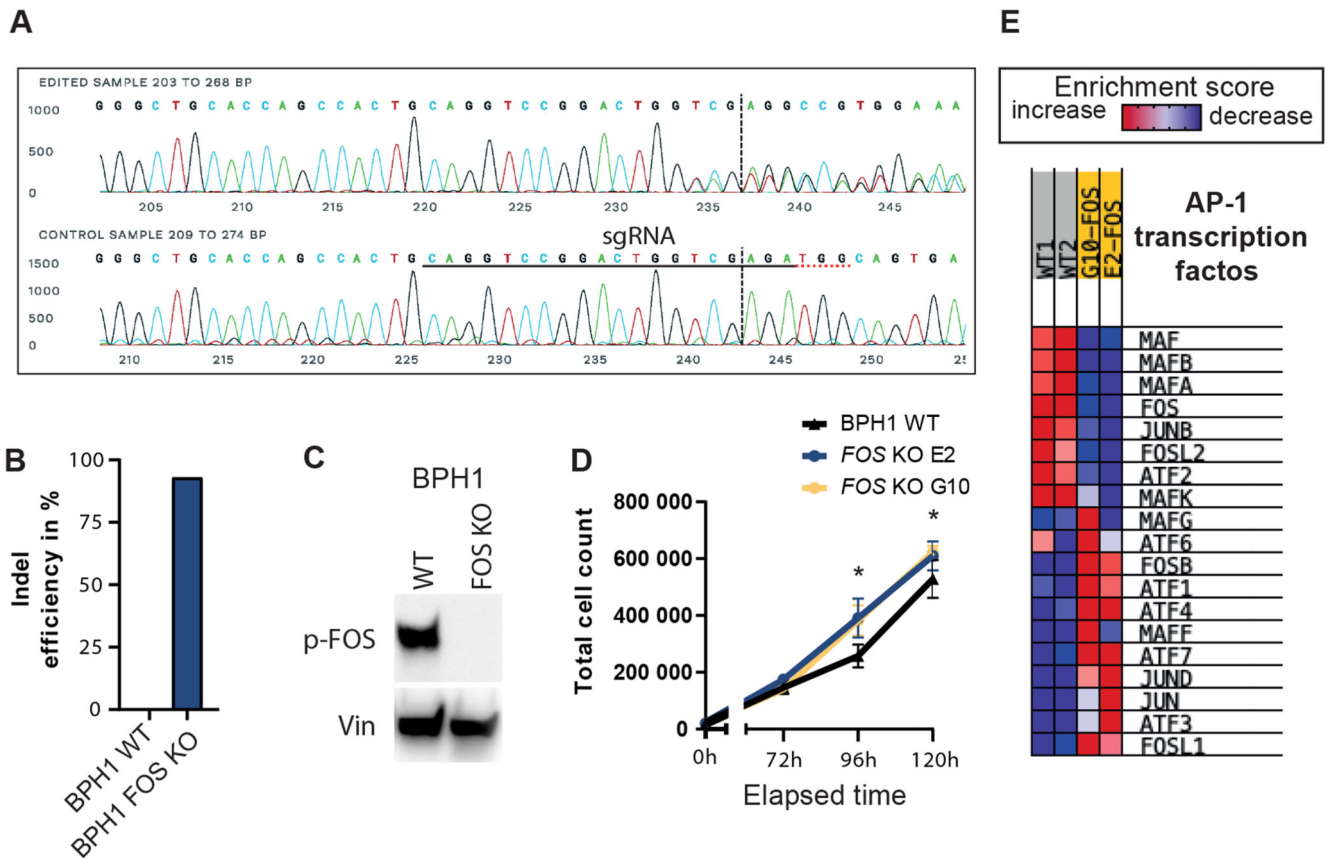 A
EDITED SAMPLE 203 TO 268 BP
G G G C T G C A C C A G C C A C T G C A G G T C C G G A C T G G T C G A G G C C G T G G A A A
1000
500
0
205 210 215 220 225 230 235 240 245
CONTROL SAMPLE 209 TO 274 BP
sgRNA
G G G C T G C A C C A G C C A C T G C A G G T C C G G A C T G G T C G A G A T G G C A G T G A
1500
1000
500
0
210 215 220 225 230 235 240 245 250 25
B
Indel
efficiency in %
100
75
50
25
0
BPH1 WT
BPH1 FOS KO
C
BPH1
WT
FOS KO
p-FOS
Vin
D
BPH1 WT
FOS KO E2
FOS KO G10
Total cell count
800 000
600 000
400 000
200 000
0
*
*
0h 72h 96h 120h
Elapsed time
E
Enrichment score
increase decrease
WT1
WT2
G10-FOS
E2-FOS
AP-1
transcription
factos
MAF
MAFB
MAFA
FOS
JUNB
FOSL2
ATF2
MAFK
MAFG
ATF6
FOSB
ATF1
ATF4
MAFF
ATF7
JUND
JUN
ATF3
FOSL1